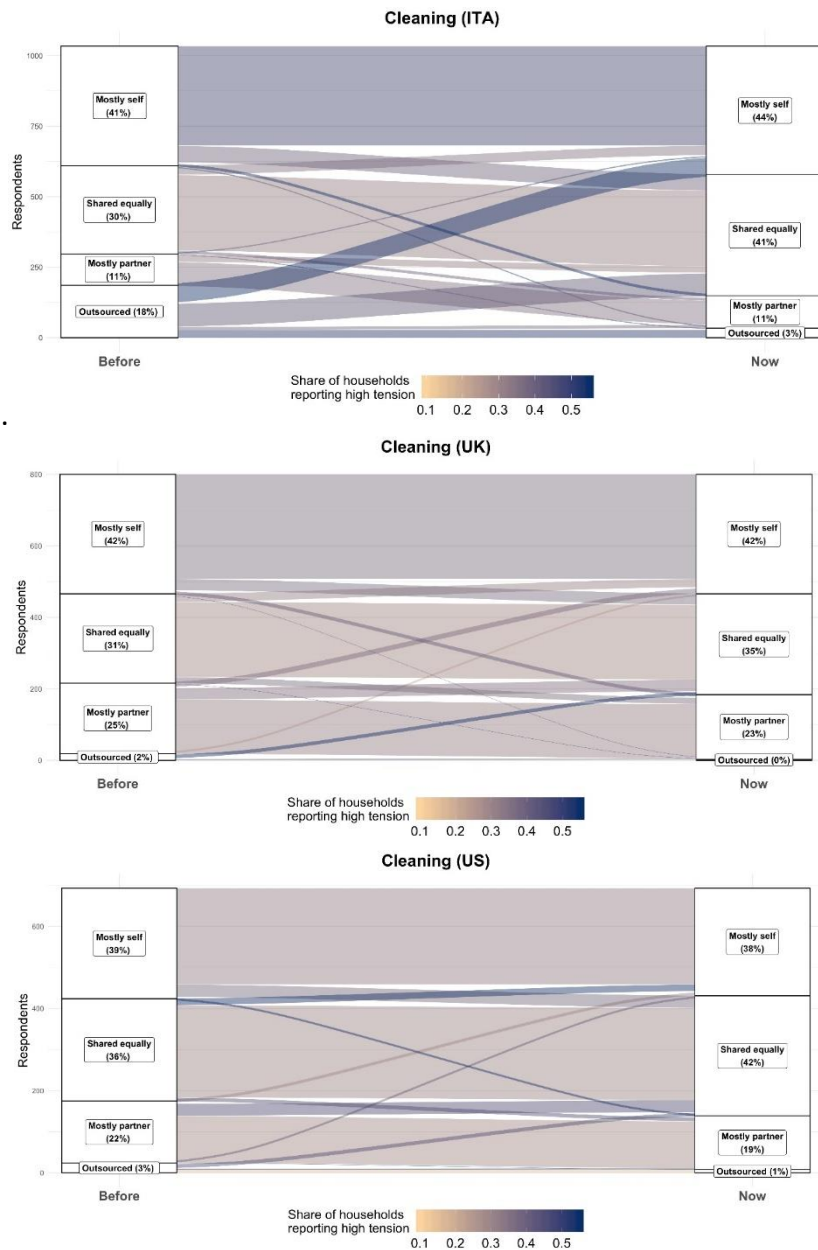 Cleaning (ITA)
Respondents
1000
750
500
250
0
Mostly self
(41%)
Shared equally
(30%)
Mostly partner
(11%)
Outsourced (18%)
Mostly self
(44%)
Shared equally
(41%)
Mostly partner
(11%)
Outsourced (3%)
Before
Now
Share of households
reporting high tension
0.1 0.2 0.3 0.4 0.5
.
Cleaning (UK)
Respondents
800
600
400
200
0
Mostly self
(42%)
Shared equally
(31%)
Mostly partner
(25%)
Outsourced (2%)
Mostly self
(42%)
Shared equally
(35%)
Mostly partner
(23%)
Outsourced (0%)
Before
Now
Share of households
reporting high tension
0.1 0.2 0.3 0.4 0.5
Cleaning (US)
Respondents
600
400
200
0
Mostly self
(39%)
Shared equally
(36%)
Mostly partner
(22%)
Outsourced (3%)
Mostly self
(38%)
Shared equally
(42%)
Mostly partner
(19%)
Outsourced (1%)
Before
Now
Share of households
reporting high tension
0.1 0.2 0.3 0.4 0.5